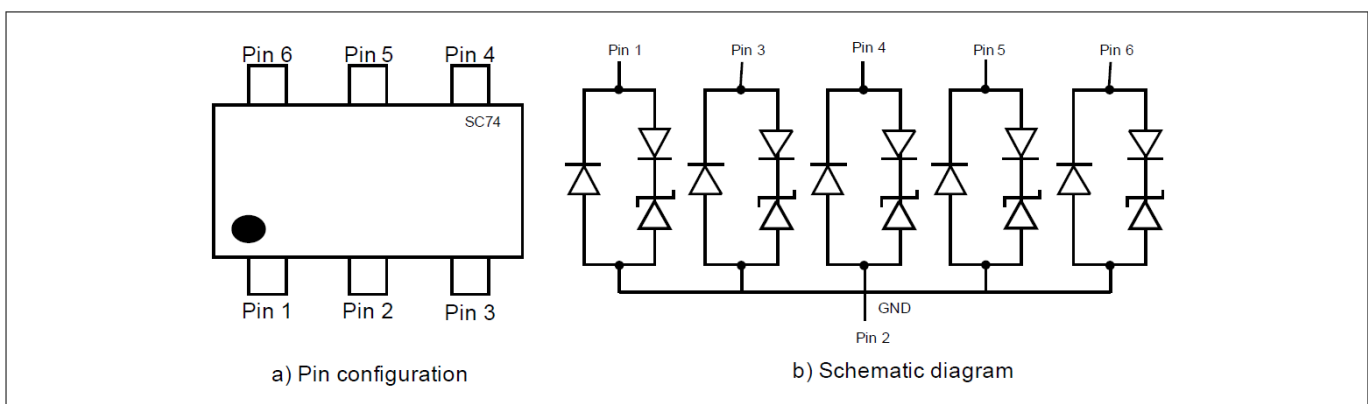 Pin 6 Pin 5 Pin 4
SC74
Pin 1 Pin 2 Pin 3
a) Pin configuration
Pin 1 Pin 3 Pin 4 Pin 5 Pin 6
GND
Pin 2
b) Schematic diagram